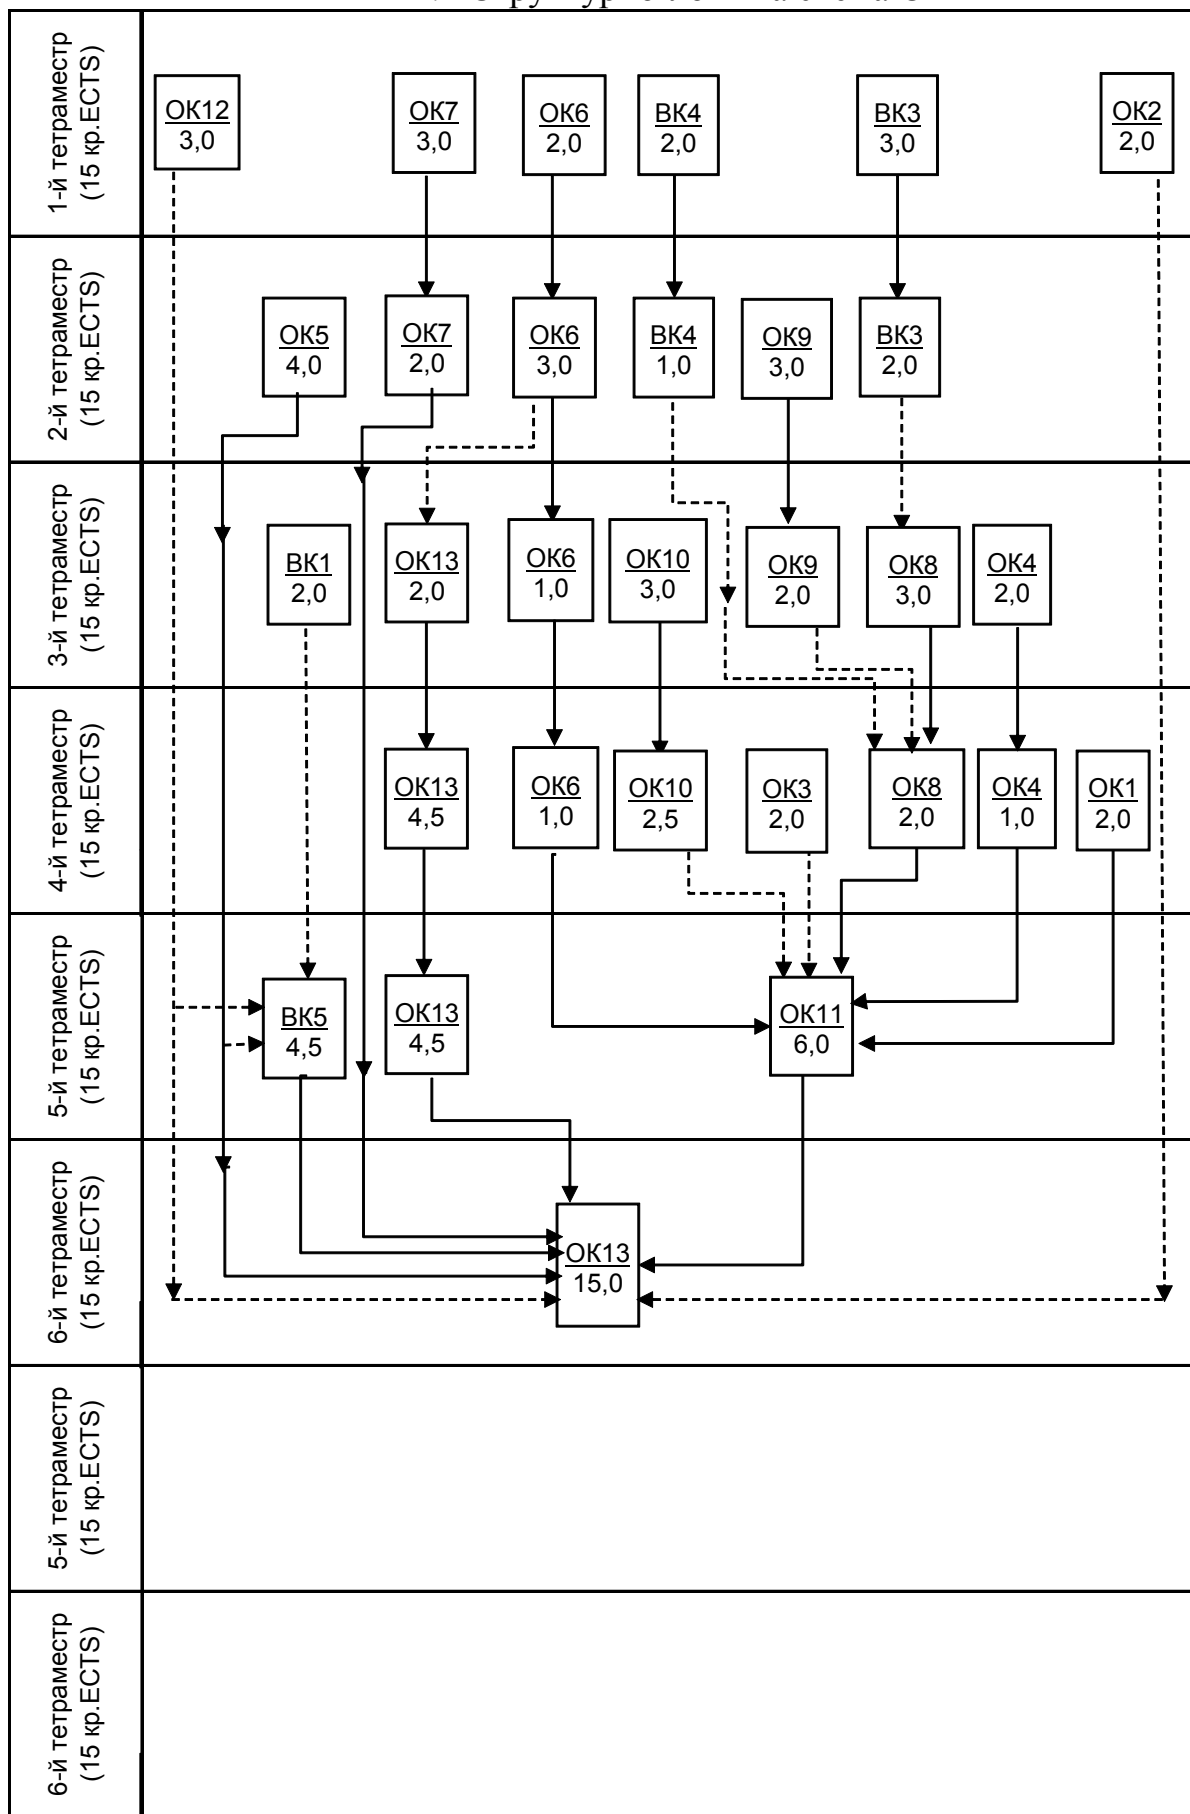 1-й тетраместр
(15 кр.ECTS)
ОК12
3,0
ОК7
3,0
ОК6
2,0
ВК4
2,0
ВК3
3,0
ОК2
2,0
2-й тетраместр
(15 кр.ECTS)
ОК5
4,0
ОК7
2,0
ОК6
3,0
ВК4
1,0
ОК9
3,0
ВК3
2,0
3-й тетраместр
(15 кр.ECTS)
ВК1
2,0
ОК13
2,0
ОК6
1,0
ОК10
3,0
ОК9
2,0
ОК8
3,0
ОК4
2,0
4-й тетраместр
(15 кр.ECTS)
ОК13
4,5
ОК6
1,0
ОК10
2,5
ОК3
2,0
ОК8
2,0
ОК4
1,0
ОК1
2,0
5-й тетраместр
(15 кр.ECTS)
ВК5
4,5
ОК13
4,5
ОК11
6,0
6-й тетраместр
(15 кр.ECTS)
ОК13
15,0
5-й тетраместр
(15 кр.ECTS)
6-й тетраместр
(15 кр.ECTS)